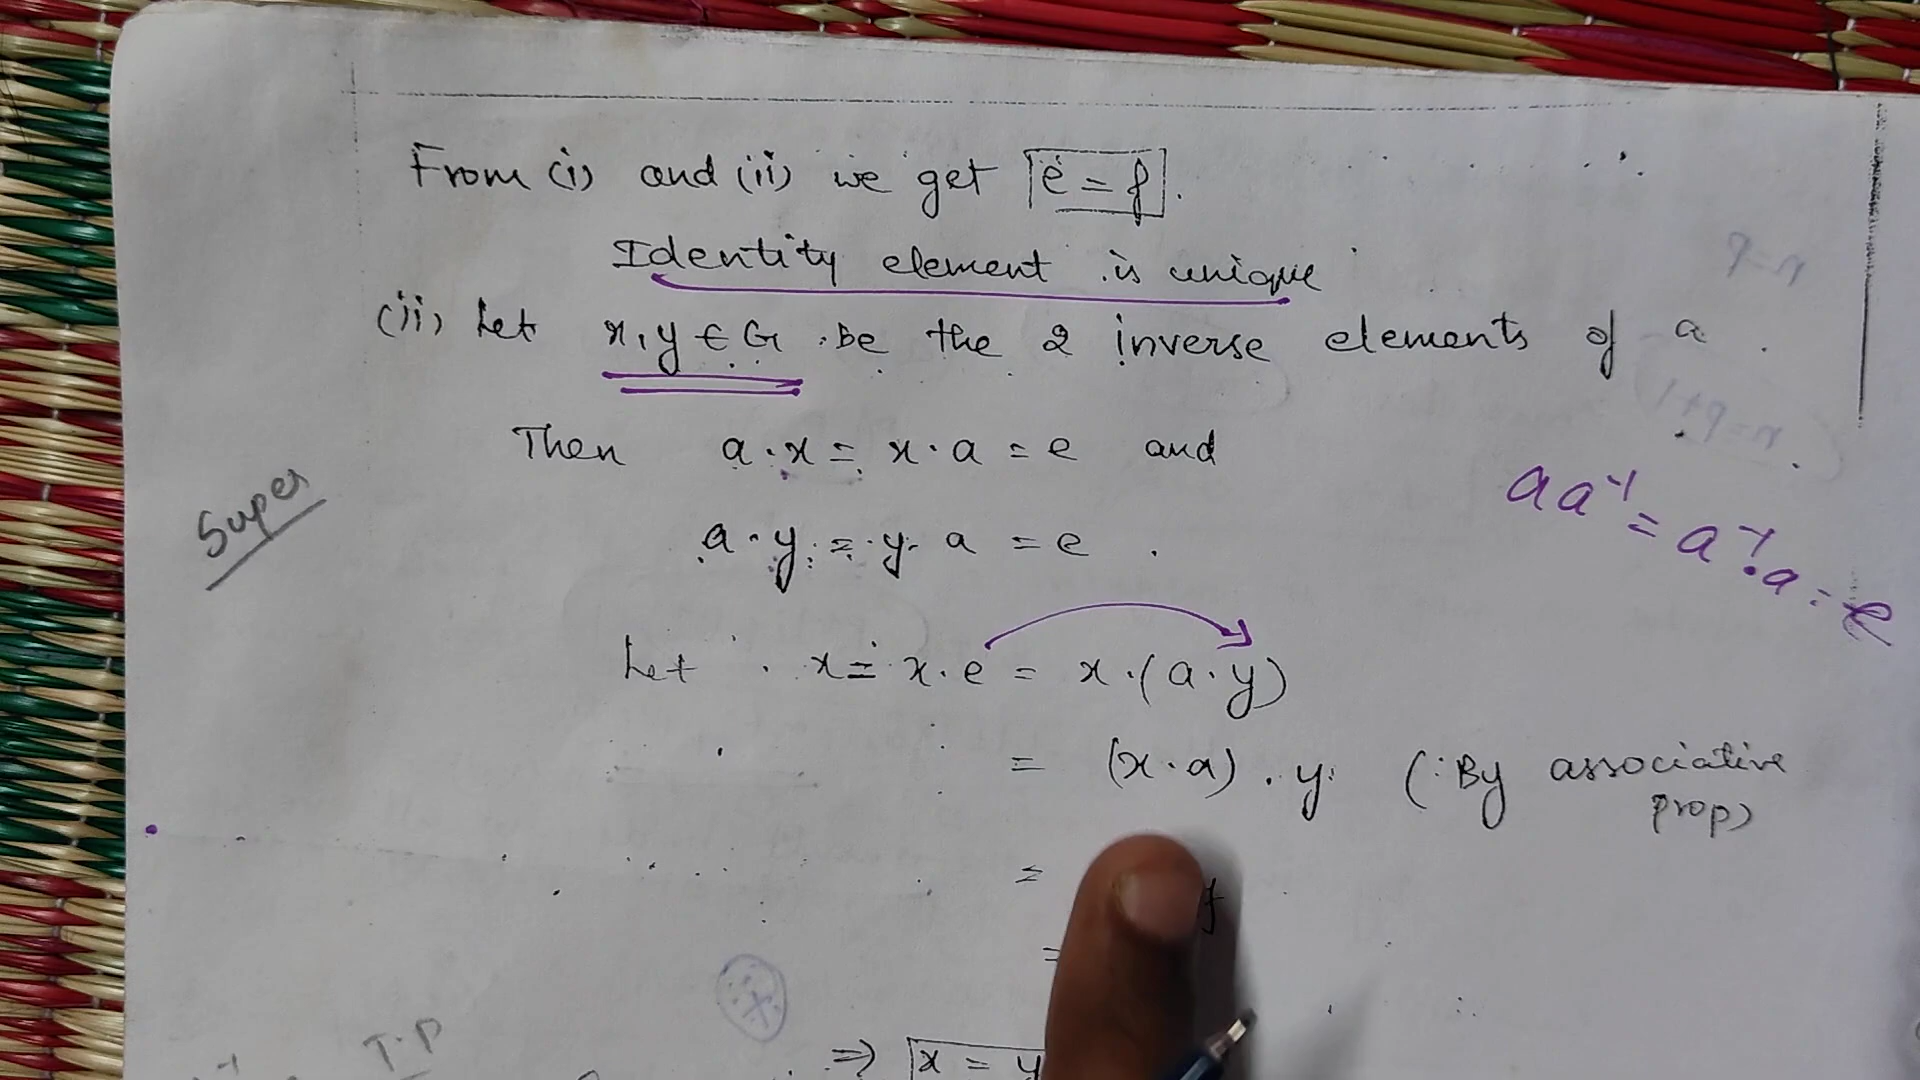 From (i) and (ii) we get e = f.
Identity element is unique
(ii) Let x, y ∈ G be the 2 inverse elements of a.
Then a·x = x·a = e and
a·y = y·a = e.
aa⁻¹ = a⁻¹·a = e
Super
Let x = x·e = x·(a·y)
= (x·a)·y (∵ By associative
prop)
=
=
T.P
⇒ x = y